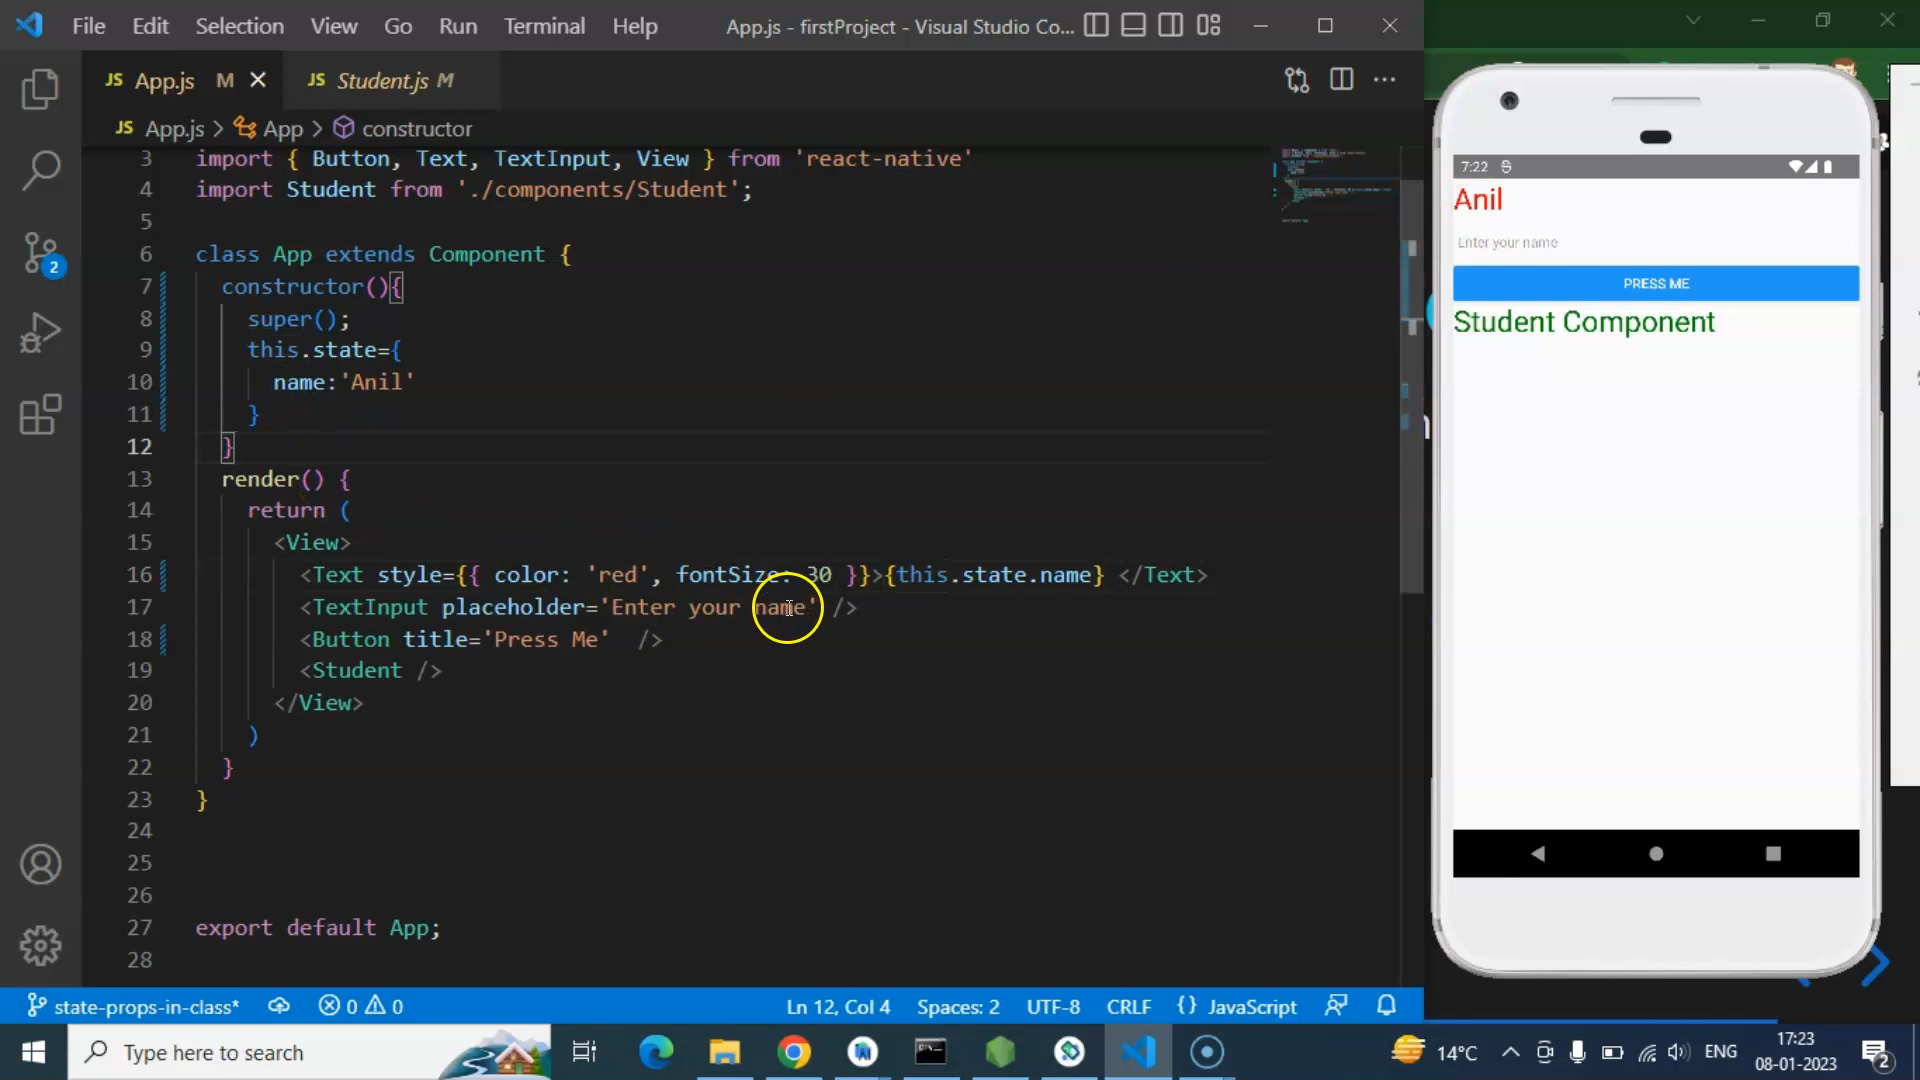 File Edit Selection View Go Run Terminal Help App.js - firstProject - Visual Studio Co...
JS App.js M JS Student.js M
JS App.js > App > constructor
3 import { Button, Text, TextInput, View } from 'react-native'
4 import Student from './components/Student';
5
6 class App extends Component {
7 constructor(){
8 super();
9 this.state={
10 name:'Anil'
11 }
12 }
13 render() {
14 return (
15 <View>
16 <Text style={{ color: 'red', fontSize: 30 }}>{this.state.name} </Text>
17 <TextInput placeholder='Enter your name' />
18 <Button title='Press Me' />
19 <Student />
20 </View>
21 )
22 }
23 }
24
25
26
27 export default App;
28
2
state-props-in-class* 0 0 Ln 12, Col 4 Spaces: 2 UTF-8 CRLF {} JavaScript
7:22
Anil
Enter your name
PRESS ME
Student Component
Type here to search
14°C ENG 17:23
08-01-2023
2